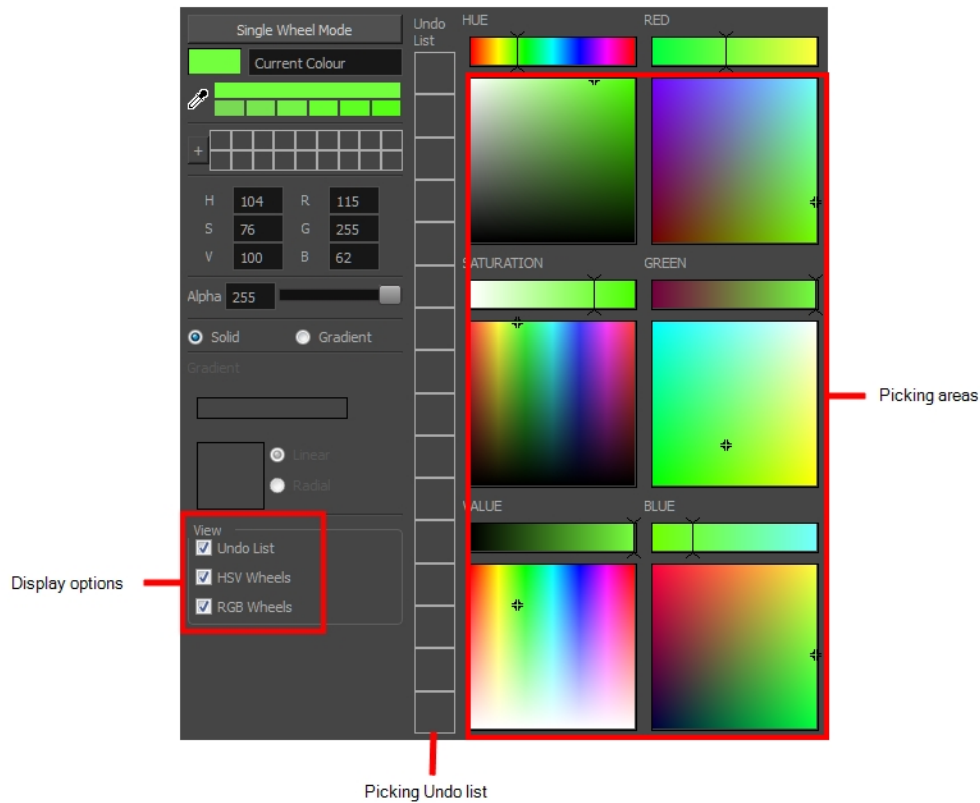 Single Wheel Mode
Current Colour
+
H 104 R 115
S 76 G 255
V 100 B 62
Alpha 255
Solid Gradient
Gradient
Linear
Radial
View
Undo List
HSV Wheels
RGB Wheels
Undo
List
HUE RED
SATURATION GREEN
VALUE BLUE
Display options
Picking areas
Picking Undo list